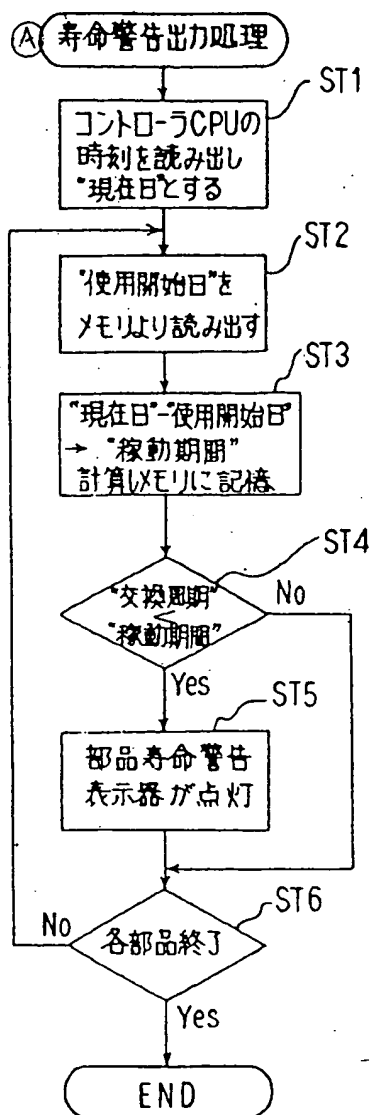 Ⓐ 寿命警告出力処理
ST1
コントローラCPUの
時刻を読み出し
"現在日"とする
ST2
"使用開始日"を
メモリより読み出す
ST3
"現在日"-"使用開始日"
→ "稼動期間"
計算しメモリに記憶
ST4
"交換周期"
<
"稼動期間"
No
Yes
ST5
部品寿命警告
表示器が点灯
ST6
No
各部品終了
Yes
END